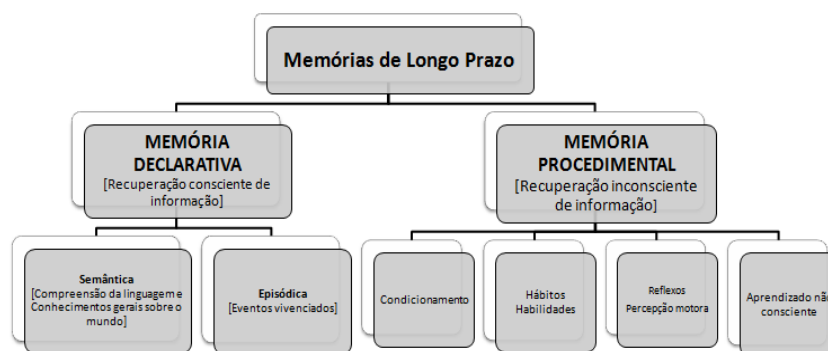 Memórias de Longo Prazo
MEMÓRIA
DECLARATIVA
[Recuperação consciente de
informação]
MEMÓRIA
PROCEDIMENTAL
[Recuperação inconsciente
de informação]
Semântica
[Compreensão da linguagem e
Conhecimentos gerais sobre o
mundo]
Episódica
[Eventos vivenciados]
Condicionamento
Hábitos
Habilidades
Reflexos
Percepção motora
Aprendizado não
consciente